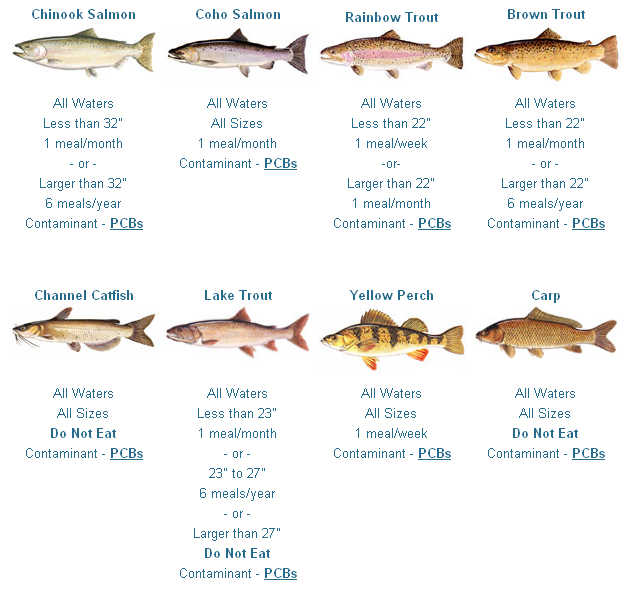 Chinook Salmon
All Waters
Less than 32"
1 meal/month
- or -
Larger than 32"
6 meals/year
Contaminant - PCBs
Coho Salmon
All Waters
All Sizes
1 meal/month
Contaminant - PCBs
Rainbow Trout
All Waters
Less than 22"
1 meal/week
-or-
Larger than 22"
1 meal/month
Contaminant - PCBs
Brown Trout
All Waters
Less than 22"
1 meal/month
- or -
Larger than 22"
6 meals/year
Contaminant - PCBs
Channel Catfish
All Waters
All Sizes
Do Not Eat
Contaminant - PCBs
Lake Trout
All Waters
Less than 23"
1 meal/month
- or -
23" to 27"
6 meals/year
- or -
Larger than 27"
Do Not Eat
Contaminant - PCBs
Yellow Perch
All Waters
All Sizes
1 meal/week
Contaminant - PCBs
Carp
All Waters
All Sizes
Do Not Eat
Contaminant - PCBs